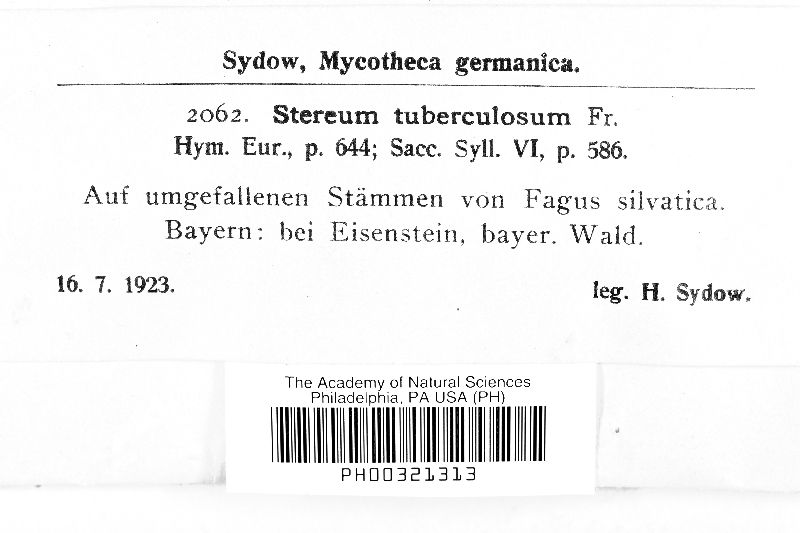 Sydow, Mycotheca germanica.
2062. Stereum tuberculosum Fr.
Hym. Eur., p. 644; Sacc. Syll. VI, p. 586.
Auf umgefallenen Stämmen von Fagus silvatica.
Bayern: bei Eisenstein, bayer. Wald.
16. 7. 1923. leg. H. Sydow.
The Academy of Natural Sciences
Philadelphia, PA USA (PH)
PH00321313